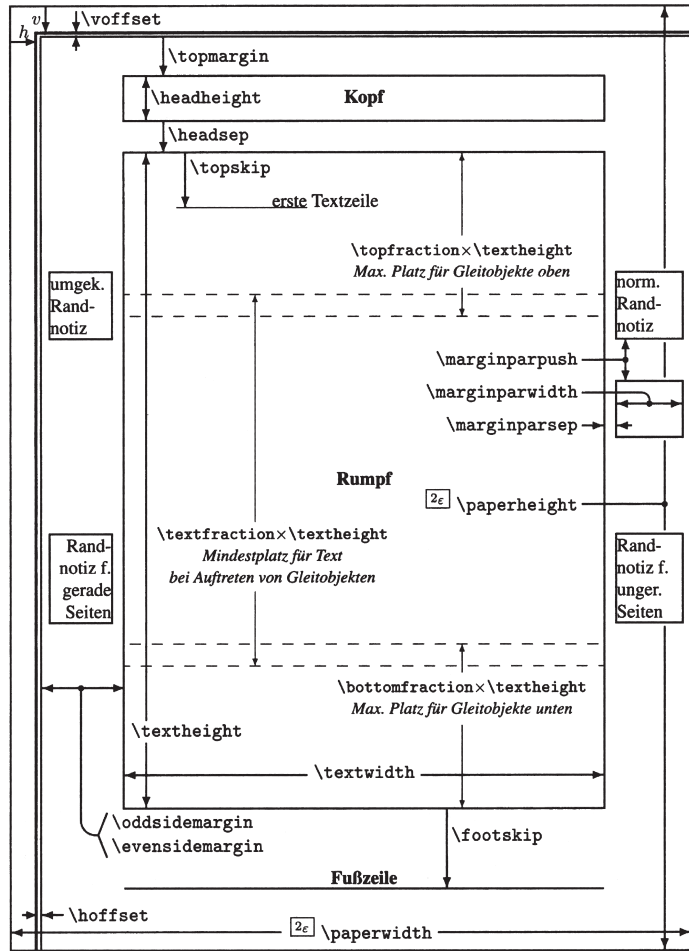 v
\voffset
h
\topmargin
\headheight
Kopf
\headsep
\topskip
erste Textzeile
\topfraction×\textheight
Max. Platz für Gleitobjekte oben
umgek.
Rand-
notiz
norm.
Rand-
notiz
\marginparpush
\marginparwidth
\marginparsep
Rumpf
2ε \paperheight
\textfraction×\textheight
Mindestplatz für Text
bei Auftreten von Gleitobjekten
Rand-
notiz f.
gerade
Seiten
Rand-
notiz f.
unger.
Seiten
\bottomfraction×\textheight
Max. Platz für Gleitobjekte unten
\textheight
\textwidth
\oddsidemargin
\evensidemargin
\footskip
Fußzeile
\hoffset
2ε \paperwidth